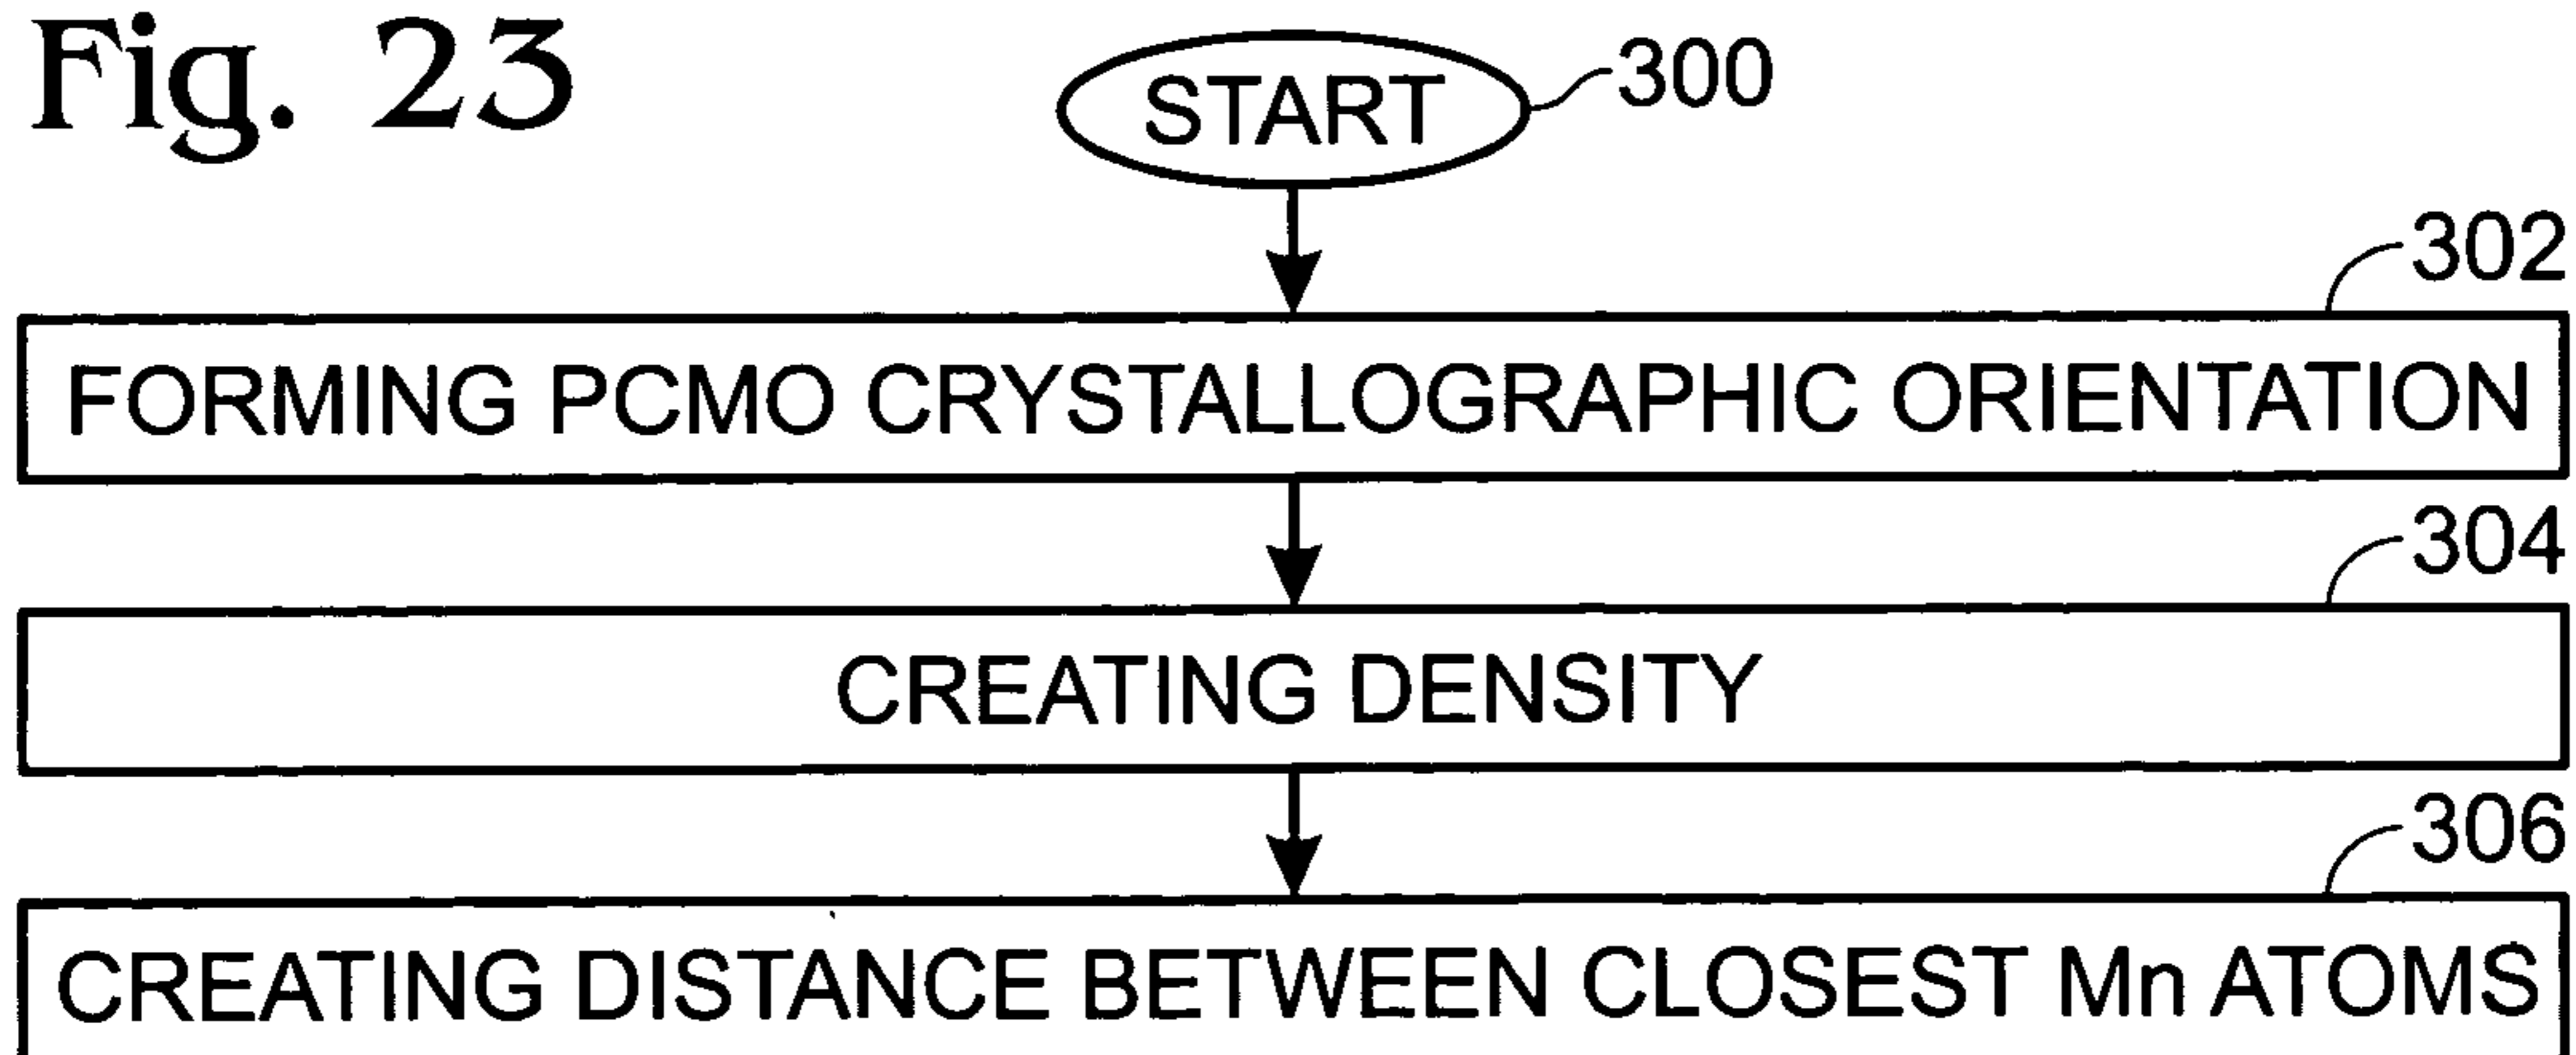 Fig. 23
START
300
302
FORMING PCMO CRYSTALLOGRAPHIC ORIENTATION
304
CREATING DENSITY
306
CREATING DISTANCE BETWEEN CLOSEST Mn ATOMS